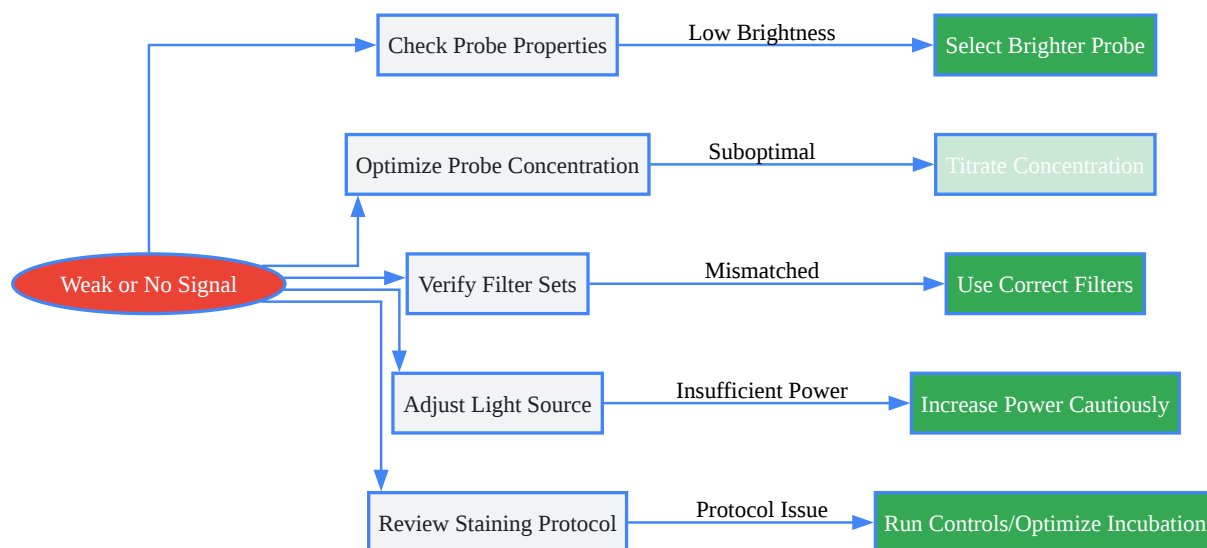 Check Probe Properties
Low Brightness
Select Brighter Probe
Optimize Probe Concentration
Suboptimal
Titrate Concentration
Weak or No Signal
Verify Filter Sets
Mismatched
Use Correct Filters
Adjust Light Source
Insufficient Power
Increase Power Cautiously
Review Staining Protocol
Protocol Issue
Run Controls/Optimize Incubation